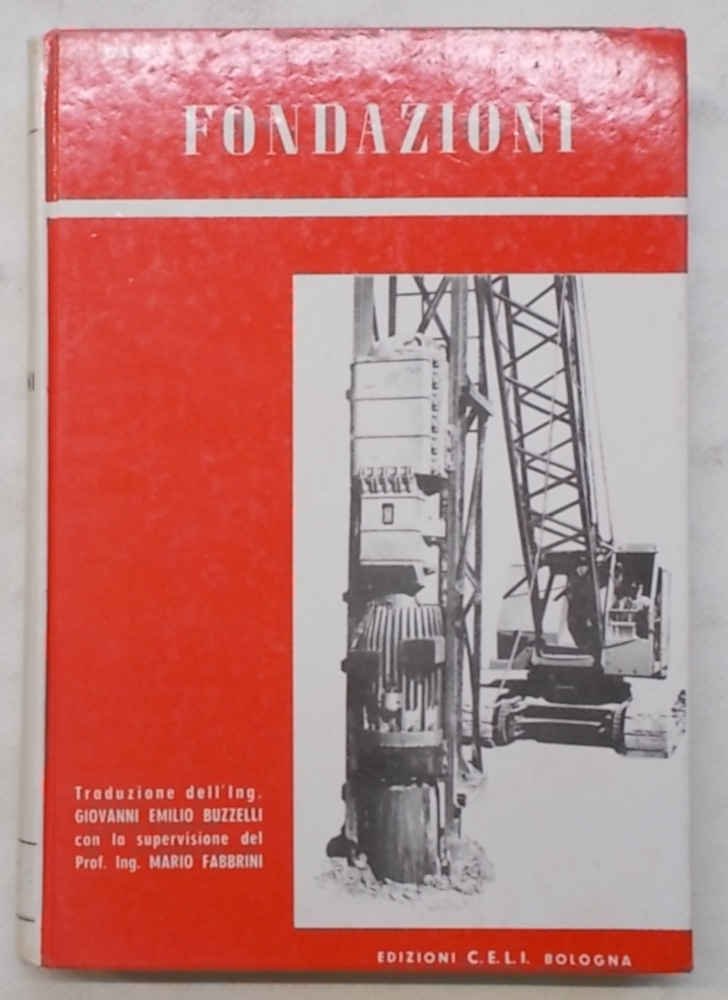 FONDAZIONI
Traduzione dell'Ing.
GIOVANNI EMILIO BUZZELLI
con la supervisione del
Prof. Ing. MARIO FABBRINI
EDIZIONI C.E.L.I. BOLOGNA